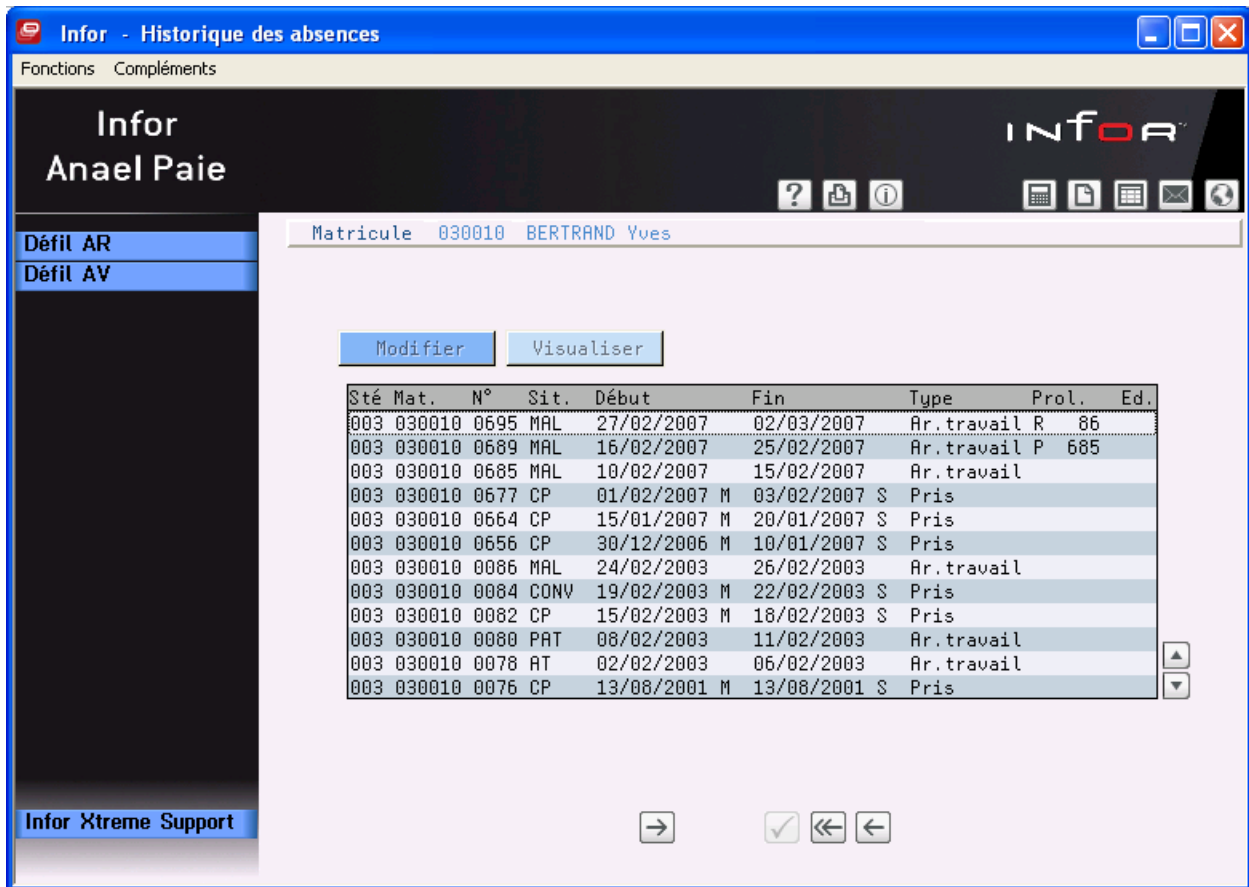 Infor - Historique des absences
Fonctions Compléments
Infor
Anael Paie
infor
Défil AR
Défil AV
Matricule 030010 BERTRAND Yves
Modifier Visualiser
Sté Mat. N° Sit. Début Fin Type Prol. Ed.
003 030010 0695 MAL 27/02/2007 02/03/2007 Ar.travail R 86
003 030010 0689 MAL 16/02/2007 25/02/2007 Ar.travail P 685
003 030010 0685 MAL 10/02/2007 15/02/2007 Ar.travail
003 030010 0677 CP 01/02/2007 M 03/02/2007 S Pris
003 030010 0664 CP 15/01/2007 M 20/01/2007 S Pris
003 030010 0656 CP 30/12/2006 M 10/01/2007 S Pris
003 030010 0086 MAL 24/02/2003 26/02/2003 Ar.travail
003 030010 0084 CONV 19/02/2003 M 22/02/2003 S Pris
003 030010 0082 CP 15/02/2003 M 18/02/2003 S Pris
003 030010 0080 PAT 08/02/2003 11/02/2003 Ar.travail
003 030010 0078 AT 02/02/2003 06/02/2003 Ar.travail
003 030010 0076 CP 13/08/2001 M 13/08/2001 S Pris
Infor Xtreme Support